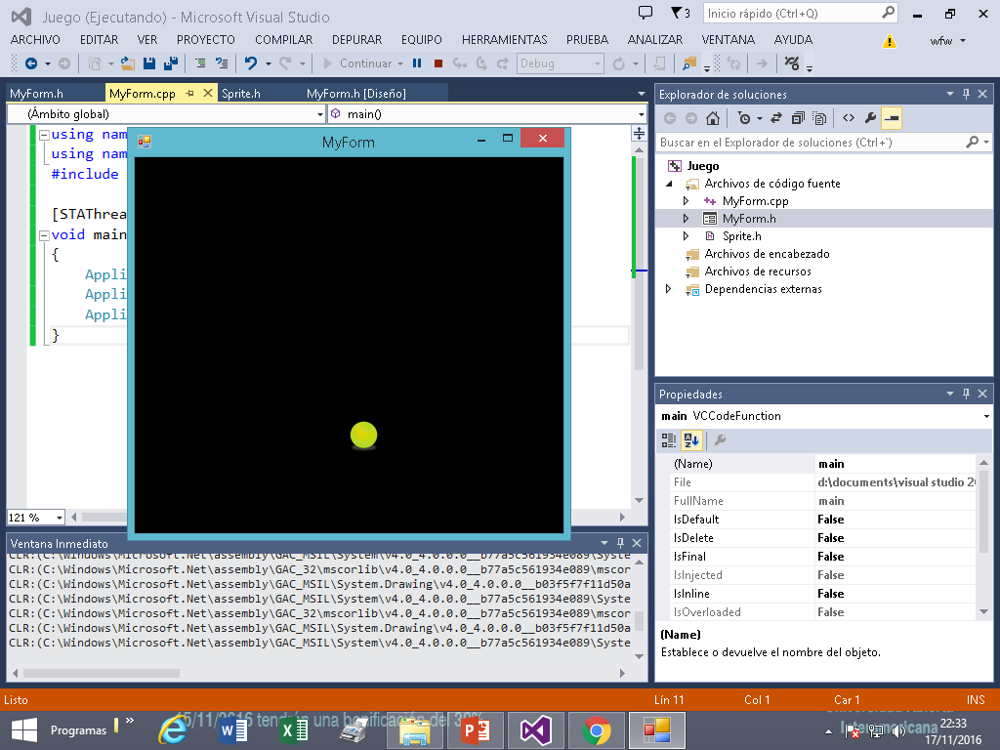 Juego (Ejecutando) - Microsoft Visual Studio
3
Inicio rápido (Ctrl+Q)
ARCHIVO EDITAR VER PROYECTO COMPILAR DEPURAR EQUIPO HERRAMIENTAS PRUEBA ANALIZAR VENTANA AYUDA
wfw
Continuar
Debug
MyForm.h MyForm.cpp Sprite.h MyForm.h [Diseño]
(Ámbito global) main()
using nam
using nam
#include
[STAThrea
void main
{
Appli
Appli
Appli
}
MyForm
121 %
Ventana Inmediato
CLR:(C:\Windows\Microsoft.Net\assembly\GAC_MSIL\System\v4.0_4.0.0.0__b77a5c561934e089\Syste
CLR:(C:\Windows\Microsoft.Net\assembly\GAC_32\mscorlib\v4.0_4.0.0.0__b77a5c561934e089\mscor
CLR:(C:\Windows\Microsoft.Net\assembly\GAC_MSIL\System.Drawing\v4.0_4.0.0.0__b03f5f7f11d50a
CLR:(C:\Windows\Microsoft.Net\assembly\GAC_MSIL\System\v4.0_4.0.0.0__b77a5c561934e089\Syste
CLR:(C:\Windows\Microsoft.Net\assembly\GAC_32\mscorlib\v4.0_4.0.0.0__b77a5c561934e089\mscor
CLR:(C:\Windows\Microsoft.Net\assembly\GAC_MSIL\System.Drawing\v4.0_4.0.0.0__b03f5f7f11d50a
CLR:(C:\Windows\Microsoft.Net\assembly\GAC_MSIL\System\v4.0_4.0.0.0__b77a5c561934e089\Syste
Explorador de soluciones
Buscar en el Explorador de soluciones (Ctrl+`)
Juego
Archivos de código fuente
MyForm.cpp
MyForm.h
Sprite.h
Archivos de encabezado
Archivos de recursos
Dependencias externas
Propiedades
main VCCodeFunction
(Name) main
File d:\documents\visual studio 20
FullName main
IsDefault False
IsDelete False
IsFinal False
IsInjected False
IsInline False
IsOverloaded False
(Name)
Establece o devuelve el nombre del objeto.
Listo Lín 11 Col 1 Car 1 INS
Programas
15/11/2016 tendrán una bonificación del 30%
Interamericana
22:33
17/11/2016